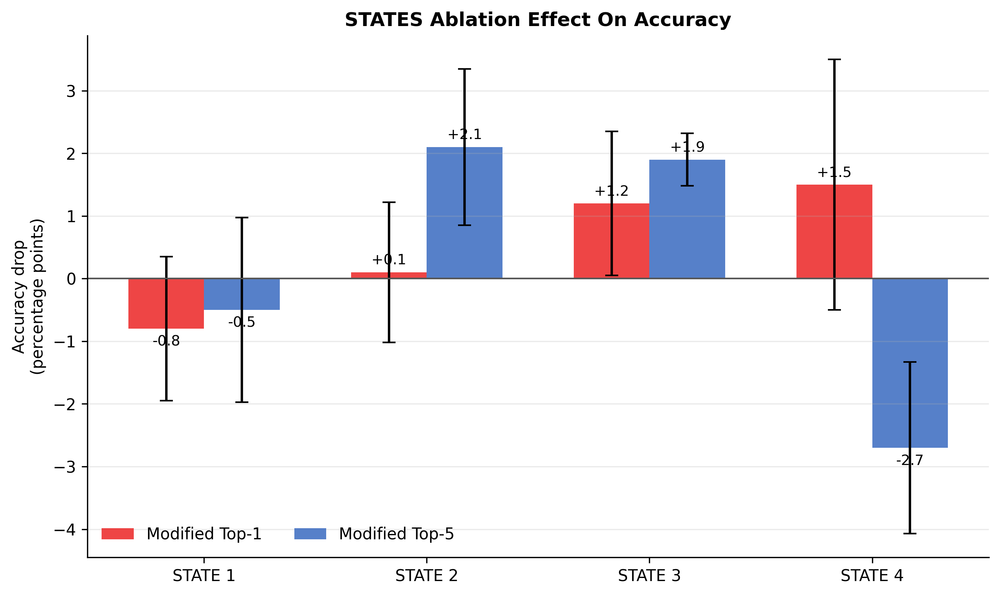 STATES Ablation Effect On Accuracy
Accuracy drop
(percentage points)
3
2
1
0
−1
−2
−3
−4
-0.8
-0.5
+0.1
+2.1
+1.2
+1.9
+1.5
-2.7
Modified Top-1
Modified Top-5
STATE 1
STATE 2
STATE 3
STATE 4